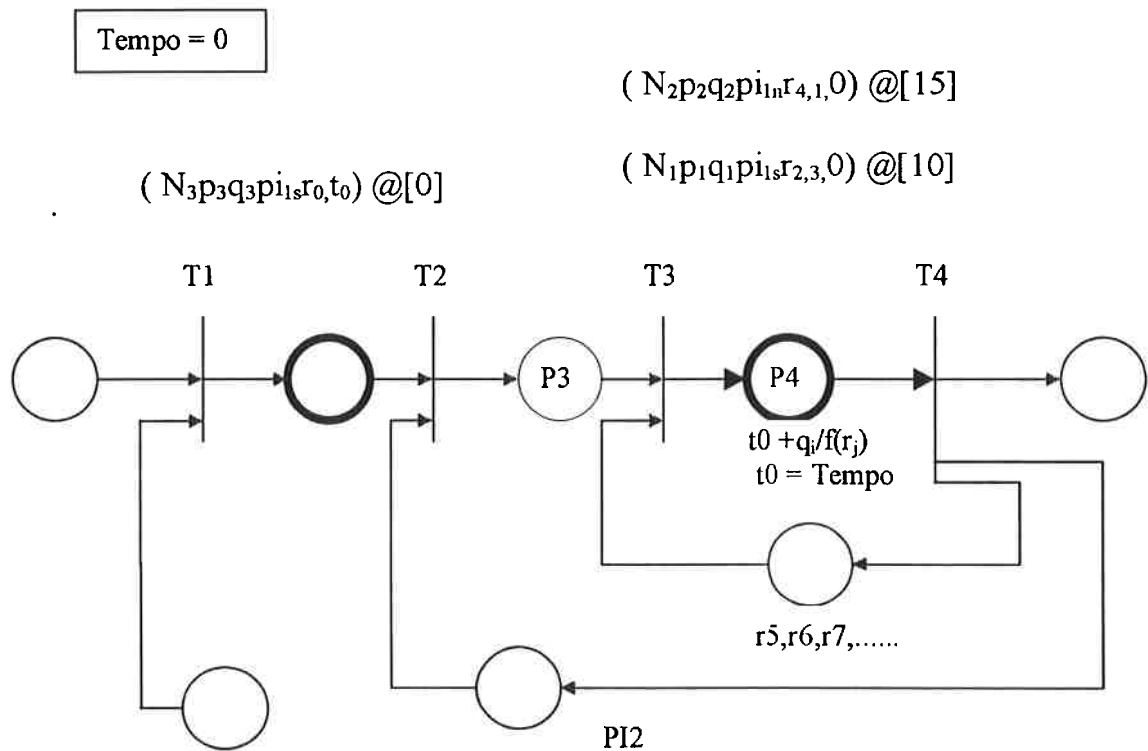 Tempo = 0
( N₂p₂q₂pi₁ₙr₄,₁,0) @[15]
( N₁p₁q₁pi₁ₛr₂,₃,0) @[10]
( N₃p₃q₃pi₁ₛr₀,t₀) @[0]
T1 T2 T3 T4
P3 P4
t0 +qᵢ/f(rⱼ)
t0 = Tempo
r5,r6,r7,......
PI2